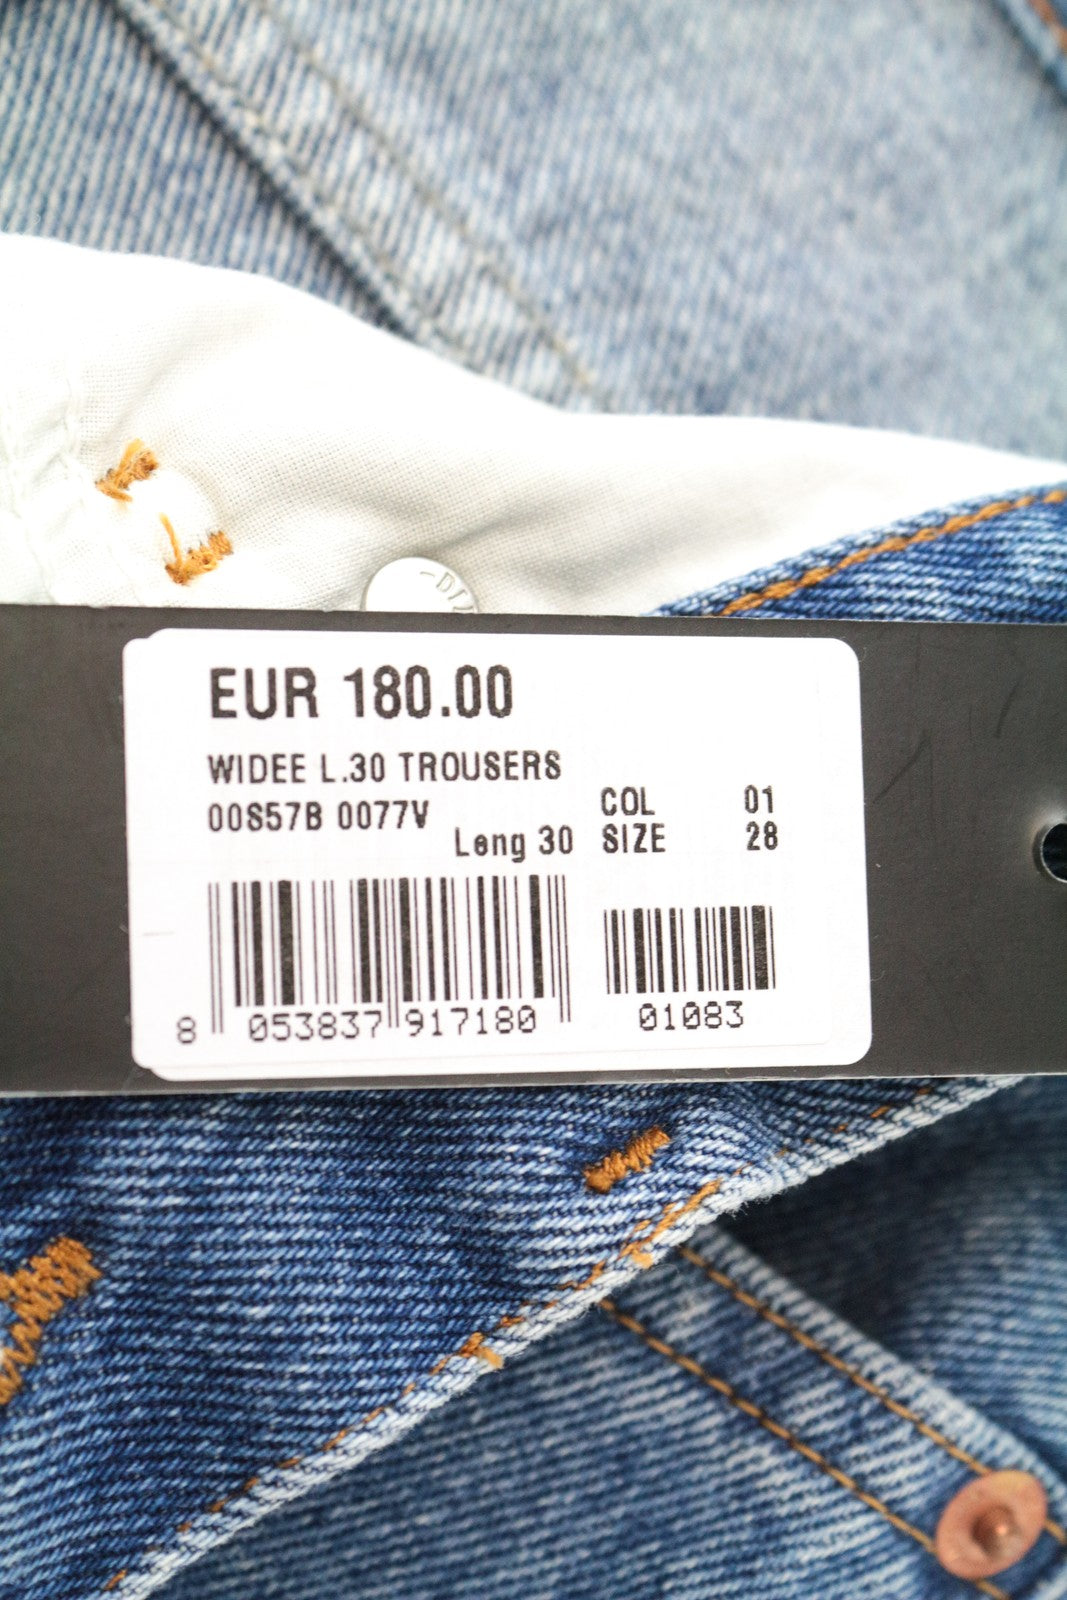 EUR 180.00
WIDEE L.30 TROUSERS
00S57B 0077V
Leng 30
COL 01
SIZE 28
8 053837 917180
01083